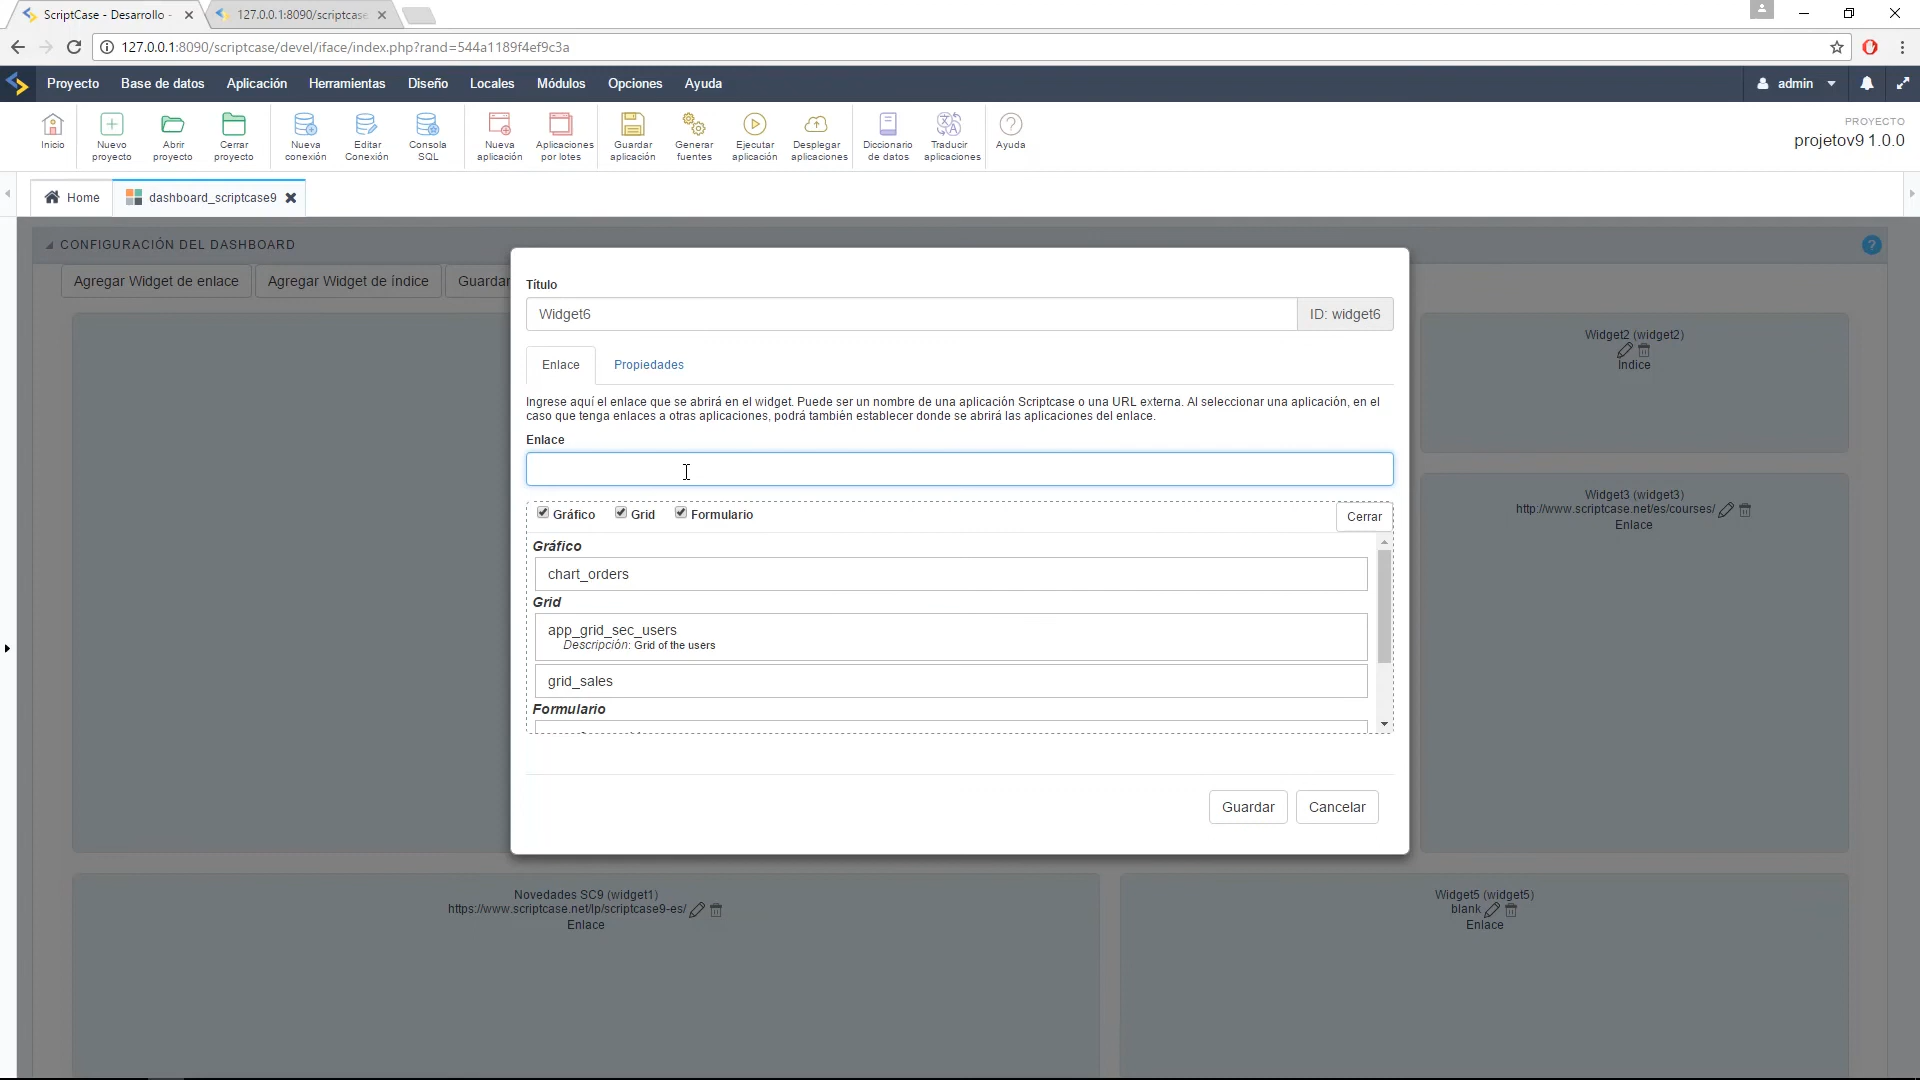 ScriptCase - Desarrollo -
127.0.0.1:8090/scriptcase
127.0.0.1:8090/scriptcase/devel/iface/index.php?rand=544a1189f4ef9c3a
Proyecto
Base de datos
Aplicación
Herramientas
Diseño
Locales
Módulos
Opciones
Ayuda
admin
Inicio
Nuevo
proyecto
Abrir
proyecto
Cerrar
proyecto
Nueva
conexión
Editar
Conexión
Consola
SQL
Nueva
aplicación
Aplicaciones
por lotes
Guardar
aplicación
Generar
fuentes
Ejecutar
aplicación
Desplegar
aplicaciones
Diccionario
de datos
Traducir
aplicaciones
Ayuda
PROYECTO
projetov9 1.0.0
Home
dashboard_scriptcase9
CONFIGURACIÓN DEL DASHBOARD
?
Agregar Widget de enlace
Agregar Widget de índice
Guardar
Título
Widget6
ID: widget6
Enlace
Propiedades
Ingrese aquí el enlace que se abrirá en el widget. Puede ser un nombre de una aplicación Scriptcase o una URL externa. Al seleccionar una aplicación, en el
caso que tenga enlaces a otras aplicaciones, podrá también establecer donde se abrirá las aplicaciones del enlace.
Enlace
Gráfico
Grid
Formulario
Cerrar
Gráfico
chart_orders
Grid
app_grid_sec_users
Descripción: Grid of the users
grid_sales
Formulario
Guardar
Cancelar
Widget2 (widget2)
Índice
Widget3 (widget3)
http://www.scriptcase.net/es/courses/
Enlace
Novedades SC9 (widget1)
https://www.scriptcase.net/lp/scriptcase9-es/
Enlace
Widget5 (widget5)
blank
Enlace